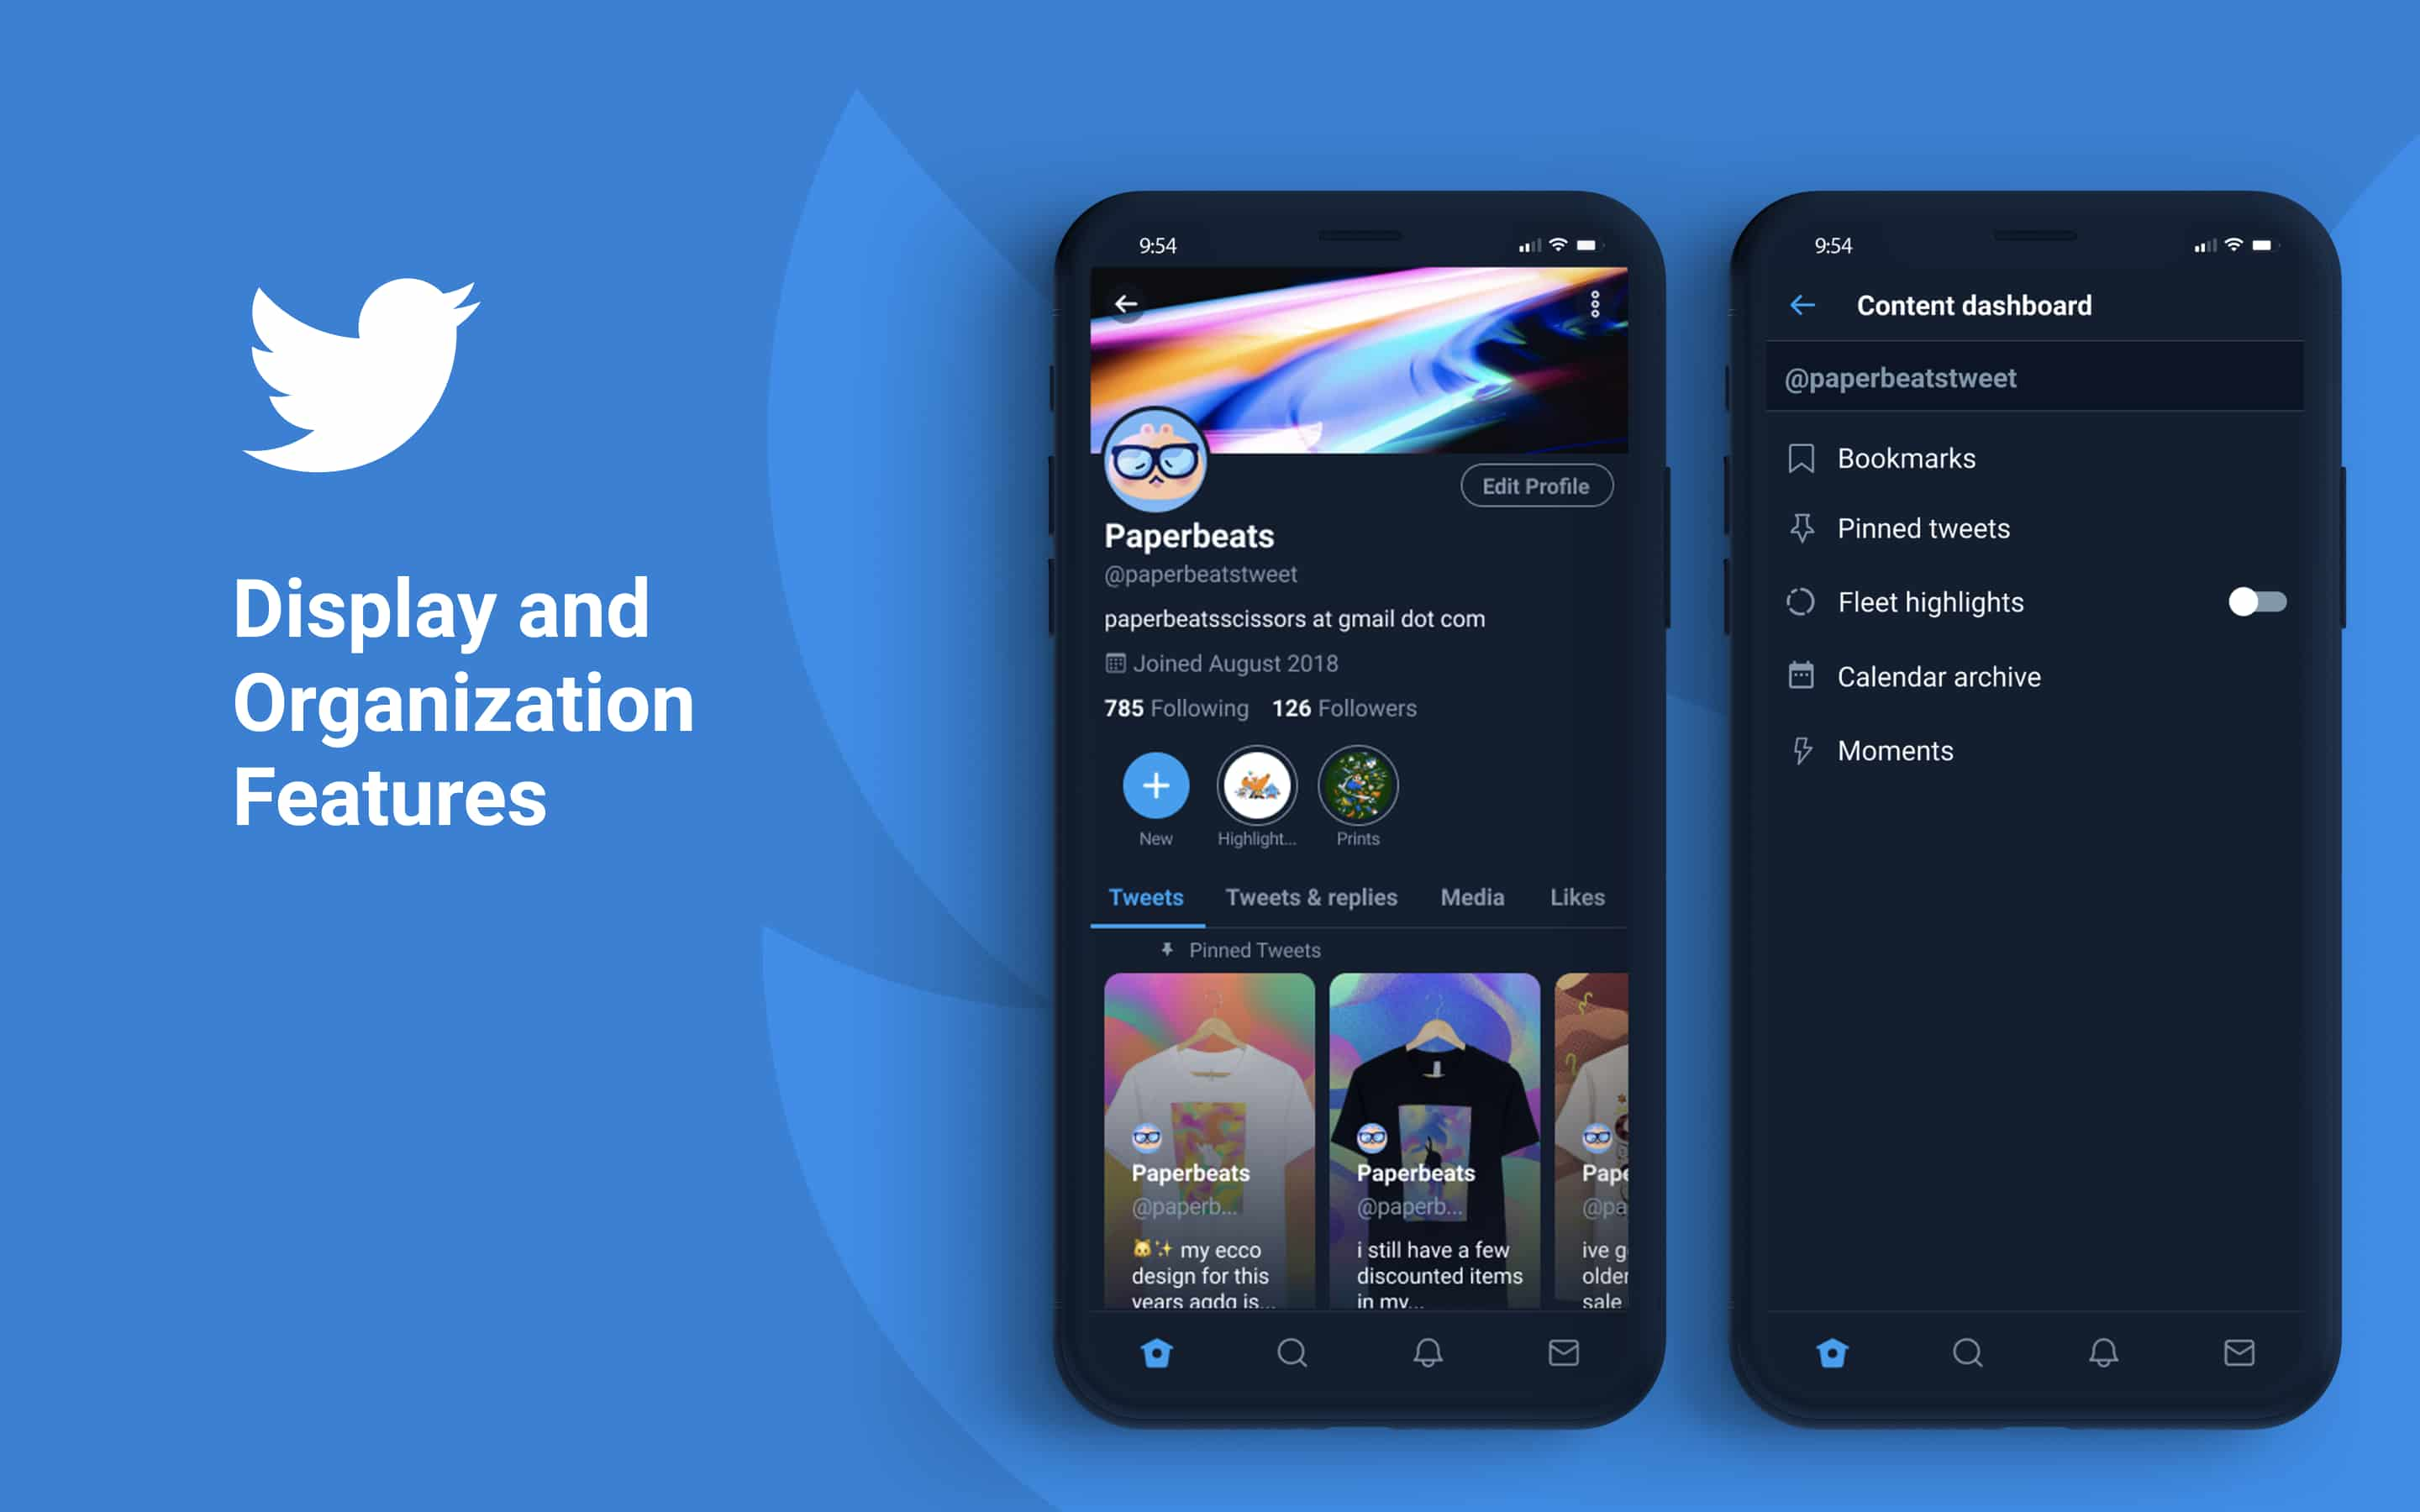 Display and
Organization
Features
9:54
Edit Profile
Paperbeats
@paperbeatstweet
paperbeatsscissors at gmail dot com
Joined August 2018
785 Following 126 Followers
New Highlight... Prints
Tweets Tweets & replies Media Likes
Pinned Tweets
Paperbeats
@paperb...
🐱✨ my ecco
design for this
years agdg is...
Paperbeats
@paperb...
i still have a few
discounted items
in my...
Pape
@pa
ive g
older
sale
9:54
Content dashboard
@paperbeatstweet
Bookmarks
Pinned tweets
Fleet highlights
Calendar archive
Moments